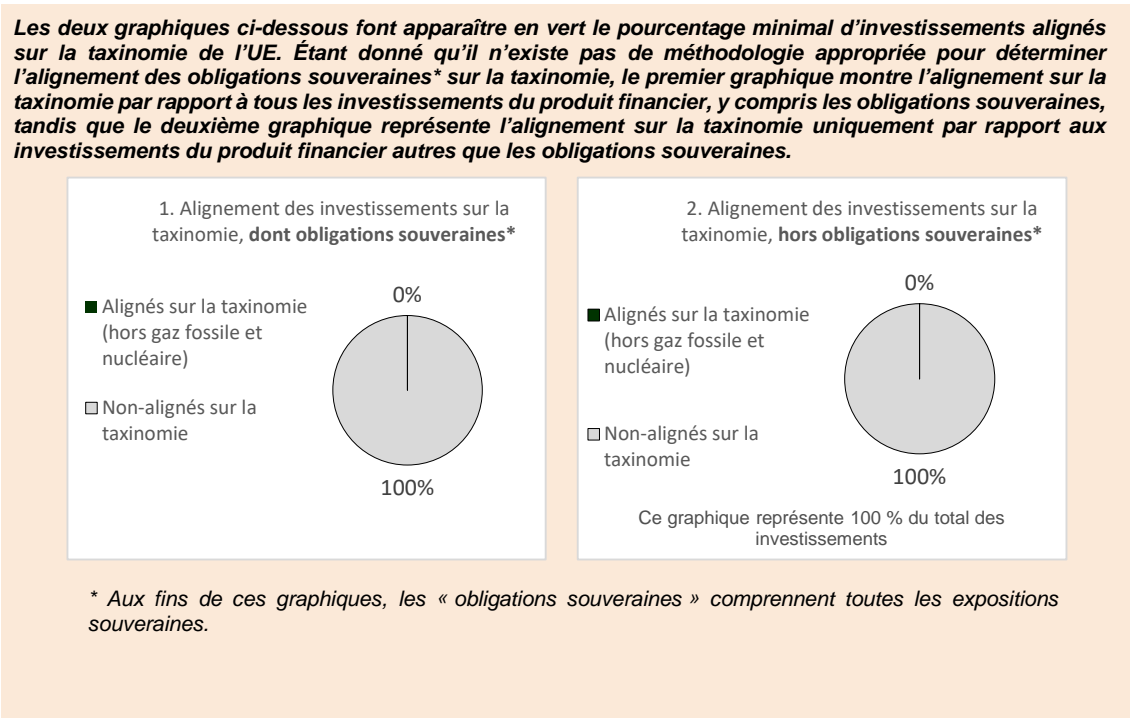 Les deux graphiques ci-dessous font apparaître en vert le pourcentage minimal d’investissements alignés
sur la taxinomie de l’UE. Étant donné qu’il n’existe pas de méthodologie appropriée pour déterminer
l’alignement des obligations souveraines* sur la taxinomie, le premier graphique montre l’alignement sur la
taxinomie par rapport à tous les investissements du produit financier, y compris les obligations souveraines,
tandis que le deuxième graphique représente l’alignement sur la taxinomie uniquement par rapport aux
investissements du produit financier autres que les obligations souveraines.
1. Alignement des investissements sur la
taxinomie, dont obligations souveraines*
Alignés sur la taxinomie
(hors gaz fossile et
nucléaire)
Non-alignés sur la
taxinomie
0%
100%
2. Alignement des investissements sur la
taxinomie, hors obligations souveraines*
Alignés sur la taxinomie
(hors gaz fossile et
nucléaire)
Non-alignés sur la
taxinomie
0%
100%
Ce graphique représente 100 % du total des
investissements
* Aux fins de ces graphiques, les « obligations souveraines » comprennent toutes les expositions
souveraines.